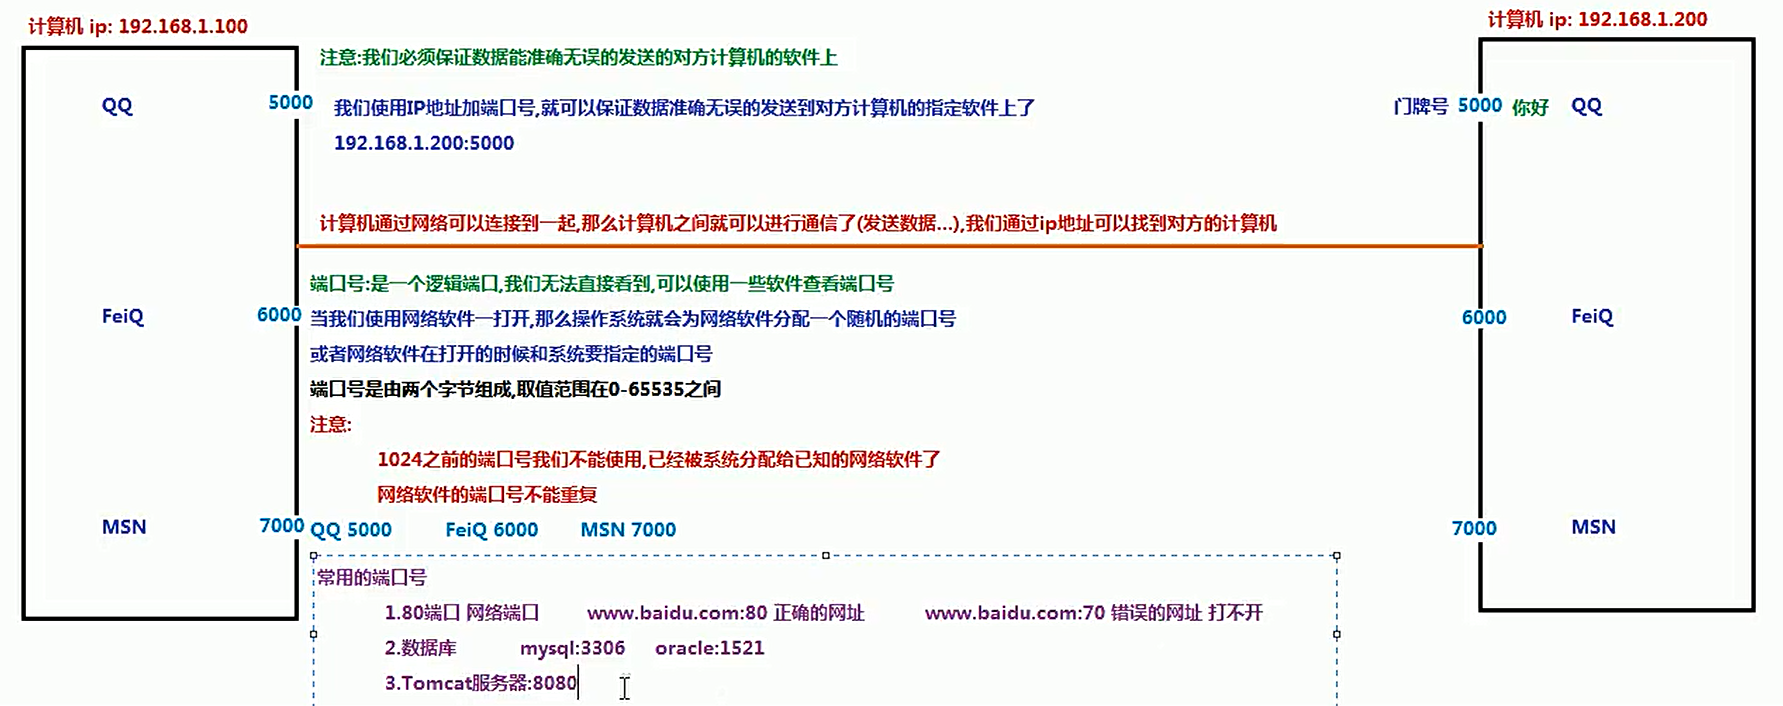 计算机 ip: 192.168.1.100
计算机 ip: 192.168.1.200
注意:我们必须保证数据能准确无误的发送的对方计算机的软件上
QQ 5000 我们使用IP地址加端口号,就可以保证数据准确无误的发送到对方计算机的指定软件上了 门牌号 5000 你好 QQ
192.168.1.200:5000
计算机通过网络可以连接到一起,那么计算机之间就可以进行通信了(发送数据...),我们通过ip地址可以找到对方的计算机
端口号:是一个逻辑端口,我们无法直接看到,可以使用一些软件查看端口号
FeiQ 6000 当我们使用网络软件一打开,那么操作系统就会为网络软件分配一个随机的端口号 6000 FeiQ
或者网络软件在打开的时候和系统要指定的端口号
端口号是由两个字节组成,取值范围在0-65535之间
注意:
1024之前的端口号我们不能使用,已经被系统分配给已知的网络软件了
网络软件的端口号不能重复
MSN 7000 QQ 5000 FeiQ 6000 MSN 7000 7000 MSN
常用的端口号
1.80端口 网络端口 www.baidu.com:80 正确的网址 www.baidu.com:70 错误的网址 打不开
2.数据库 mysql:3306 oracle:1521
3.Tomcat服务器:8080